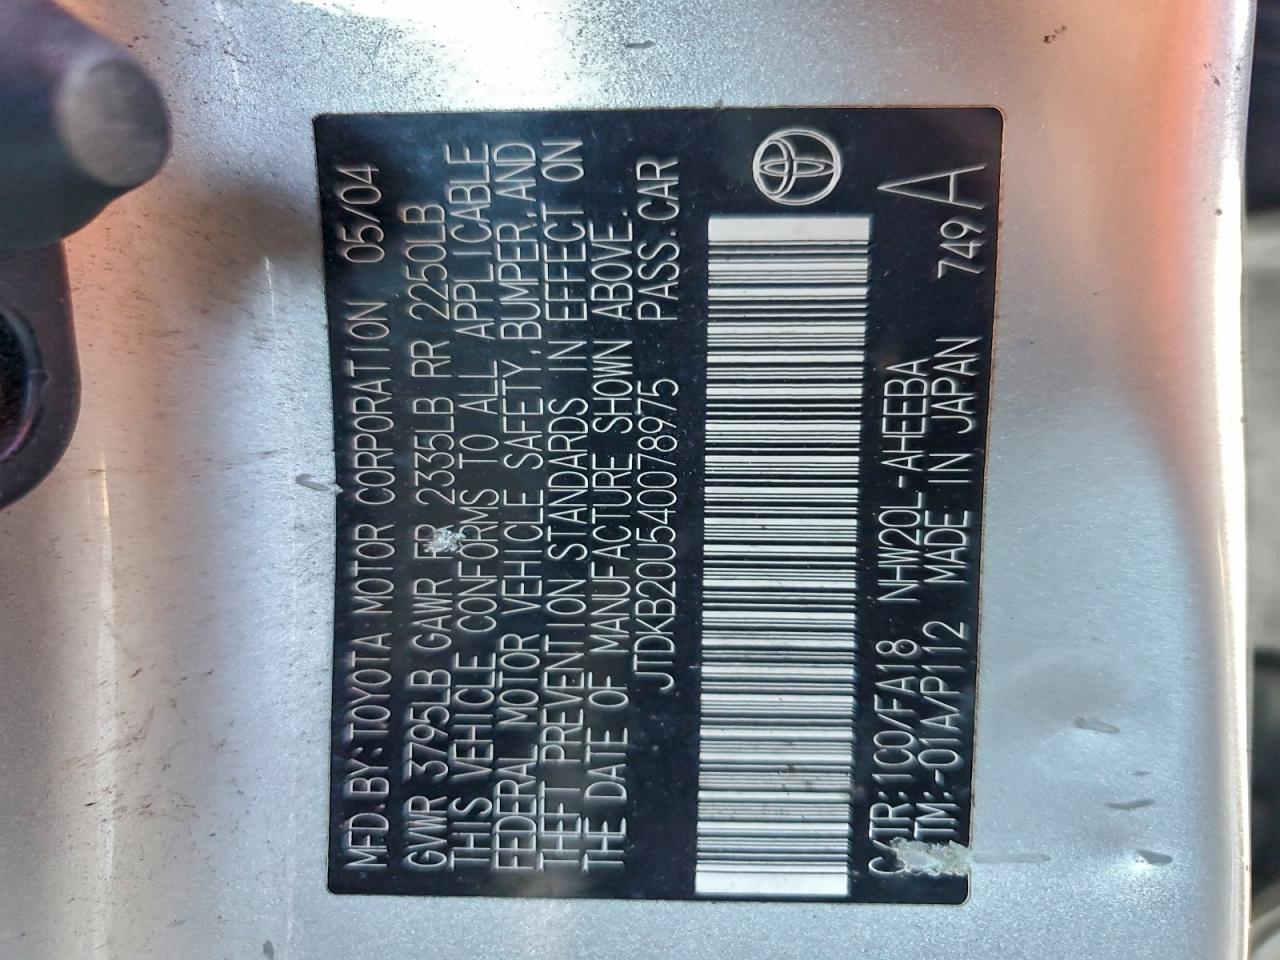 MFD.BY:TOYOTA MOTOR CORPORATION 05/04
GVWR 3795LB GAWR FR 2335LB RR 2250LB
THIS VEHICLE CONFORMS TO ALL APPLICABLE
FEDERAL MOTOR VEHICLE SAFETY, BUMPER, AND
THEFT PREVENTION STANDARDS IN EFFECT ON
THE DATE OF MANUFACTURE SHOWN ABOVE.
JTDKB20U540078975 PASS.CAR
C/TR:1C0/FA18 NHW20L-AHEEBA
TM:-01A/P112 MADE IN JAPAN 749 A